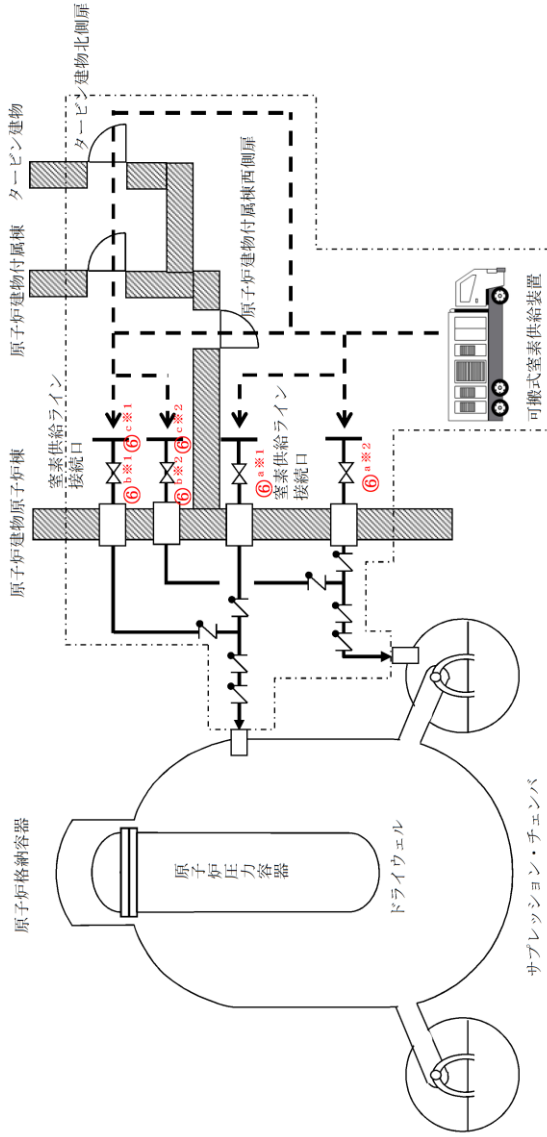 原子炉格納容器
原子炉建物原子炉棟
原子炉建物付属棟
タービン建物
タービン建物北側扉
窒素供給ライン
接続口
⑥b※1
⑥c※1
⑥b※2
⑥c※2
原子炉建物付属棟西側扉
⑥a※1
窒素供給ライン
接続口
⑥a※2
原子炉圧力容器
ドライウェル
サプレッション・チェンバ
可搬式窒素供給装置